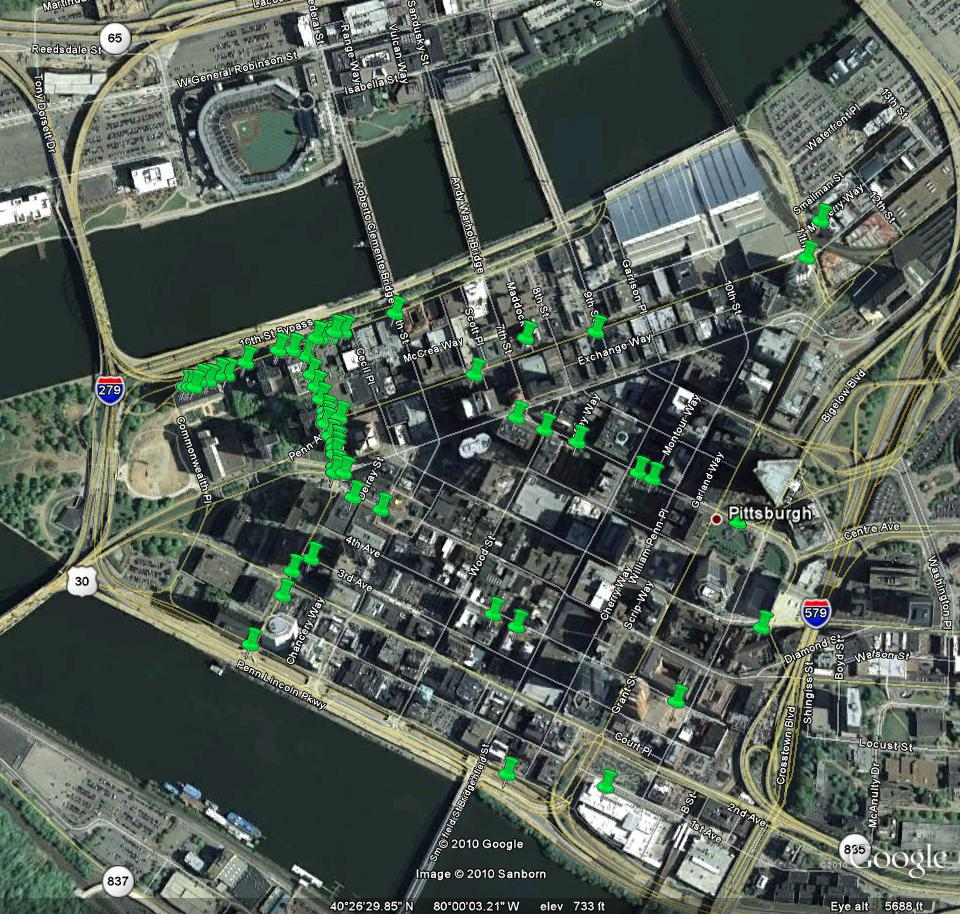 Martindale
Reedsdale St
65
Tony Dorsett Dr
W General Robinson St
Federal St
Range Way
Vulcan Way
Sandusky St
Isabella St
Roberto Clemente Bridge
Andy Warhol Bridge
13th St
Waterfront Pl
Smallman St
12th St
11th
Garrison Pl
10th St
9th St
8th St
7th St
Scott Pl
McCrea Way
Exchange Way
10th St Bypass
Cecil Pl
279
Commonwealth Pl
Penn A
Bigelow Blvd
Montour Way
Garland Way
Pittsburgh
Centre Ave
Washington Pl
30
4th Ave
3rd Ave
Wood St
William Penn Pl
Cherry Way
Scrip Way
Chancery Way
579
Diamond St
Boyd St
Watson St
Shingiss St
Penn Lincoln Pkwy
Grant St
Court Pl
Crosstown Blvd
Locust St
McAnulty Dr
Smithfield St Bridge
Smithfield St
B St
2nd Ave
1st Ave
885
837
© 2010 Google
Image © 2010 Sanborn
©2010 Google
40°26'29.85" N 80°00'03.21" W elev 733 ft Eye alt 5688 ft